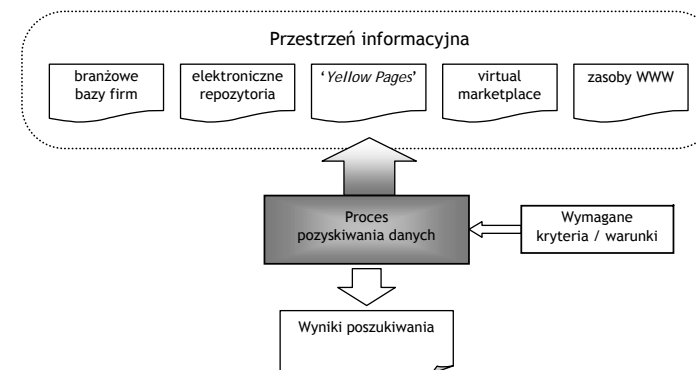 Przestrzeń informacyjna
branżowe
bazy firm
elektroniczne
repozytoria
‘Yellow Pages’
virtual
marketplace
zasoby WWW
Proces
pozyskiwania danych
Wymagane
kryteria / warunki
Wyniki poszukiwania